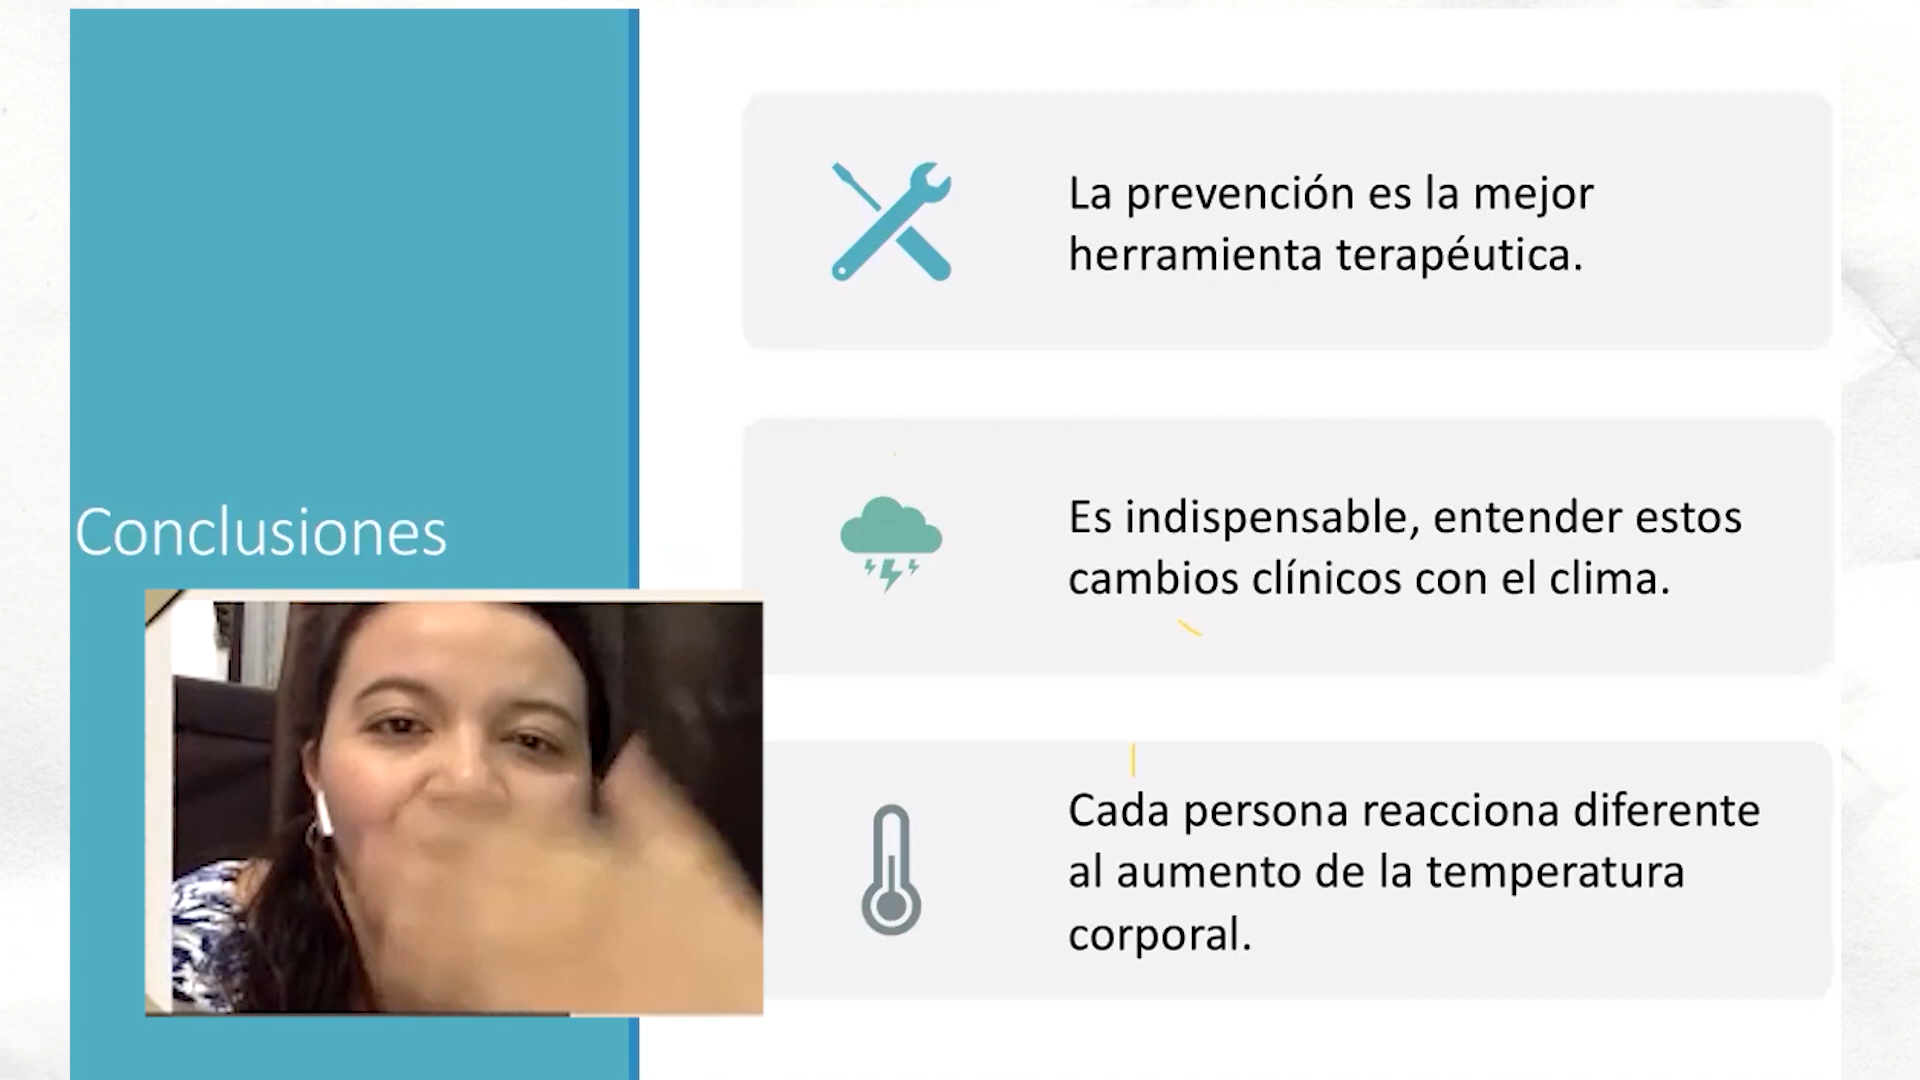 Conclusiones
La prevención es la mejor
herramienta terapéutica.
Es indispensable, entender estos
cambios clínicos con el clima.
Cada persona reacciona diferente
al aumento de la temperatura
corporal.